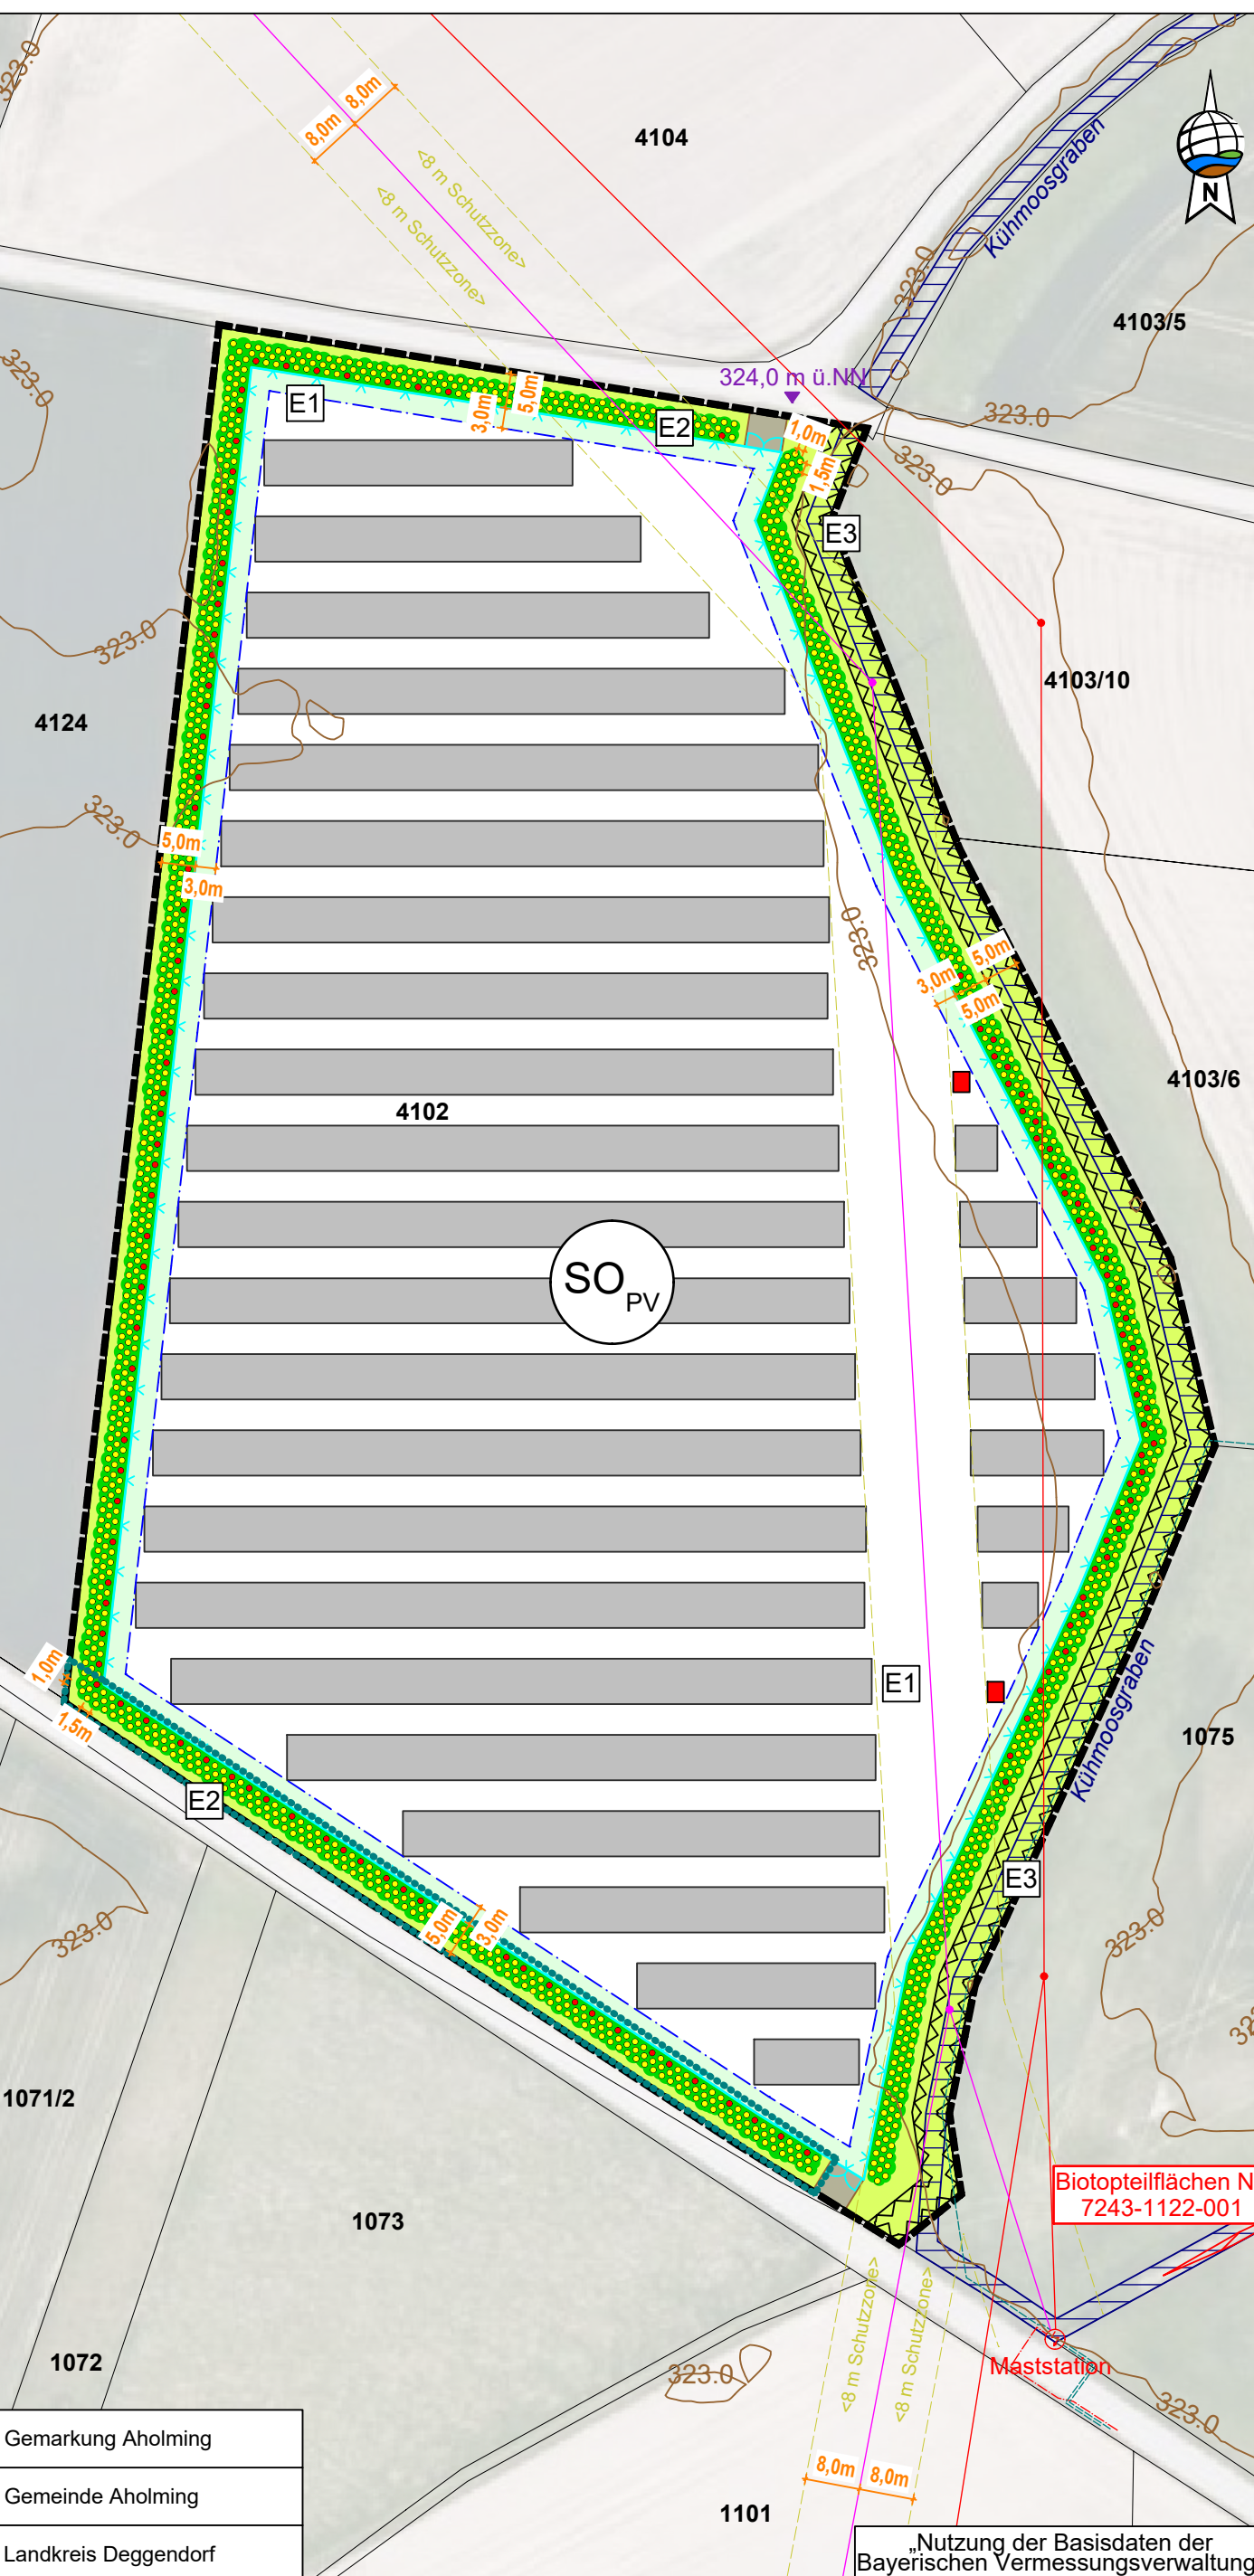 323.0
8,0m
8,0m
4104
<8 m Schutzzone>
<8 m Schutzzone>
Kühmoosgraben
N
323.0
4103/5
324,0 m ü.NN
323.0
323.0
E1
3,0m
5,0m
E2
1,0m
1,5m
323.0
E3
323.0
4103/10
4124
323.0
5,0m
3,0m
323.0
3,0m
5,0m
5,0m
4103/6
4102
SO PV
1,0m
1,5m
E1
Kühmoosgraben
1075
E2
E3
5,0m
3,0m
323.0
323.0
1071/2
1073
Biotopteilflächen N
7243-1122-001
<8 m Schutzzone>
<8 m Schutzzone>
1072
323.0
Maststation
323.0
Gemarkung Aholming
8,0m
8,0m
Gemeinde Aholming
1101
Landkreis Deggendorf
„Nutzung der Basisdaten der
Bayerischen Vermessungsverwaltung